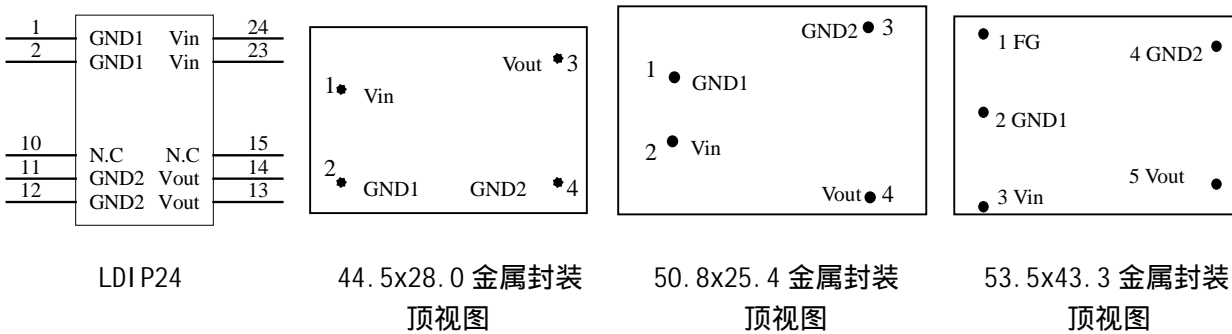 1 GND1 Vin 24
2 GND1 Vin 23
10 N.C N.C 15
11 GND2 Vout 14
12 GND2 Vout 13
LDIP24
Vout 3
1 Vin
2 GND1 GND2 4
44.5x28.0 金属封装
顶视图
GND2 3
1 GND1
2 Vin
Vout 4
50.8x25.4 金属封装
顶视图
1 FG
4 GND2
2 GND1
5 Vout
3 Vin
53.5x43.3 金属封装
顶视图